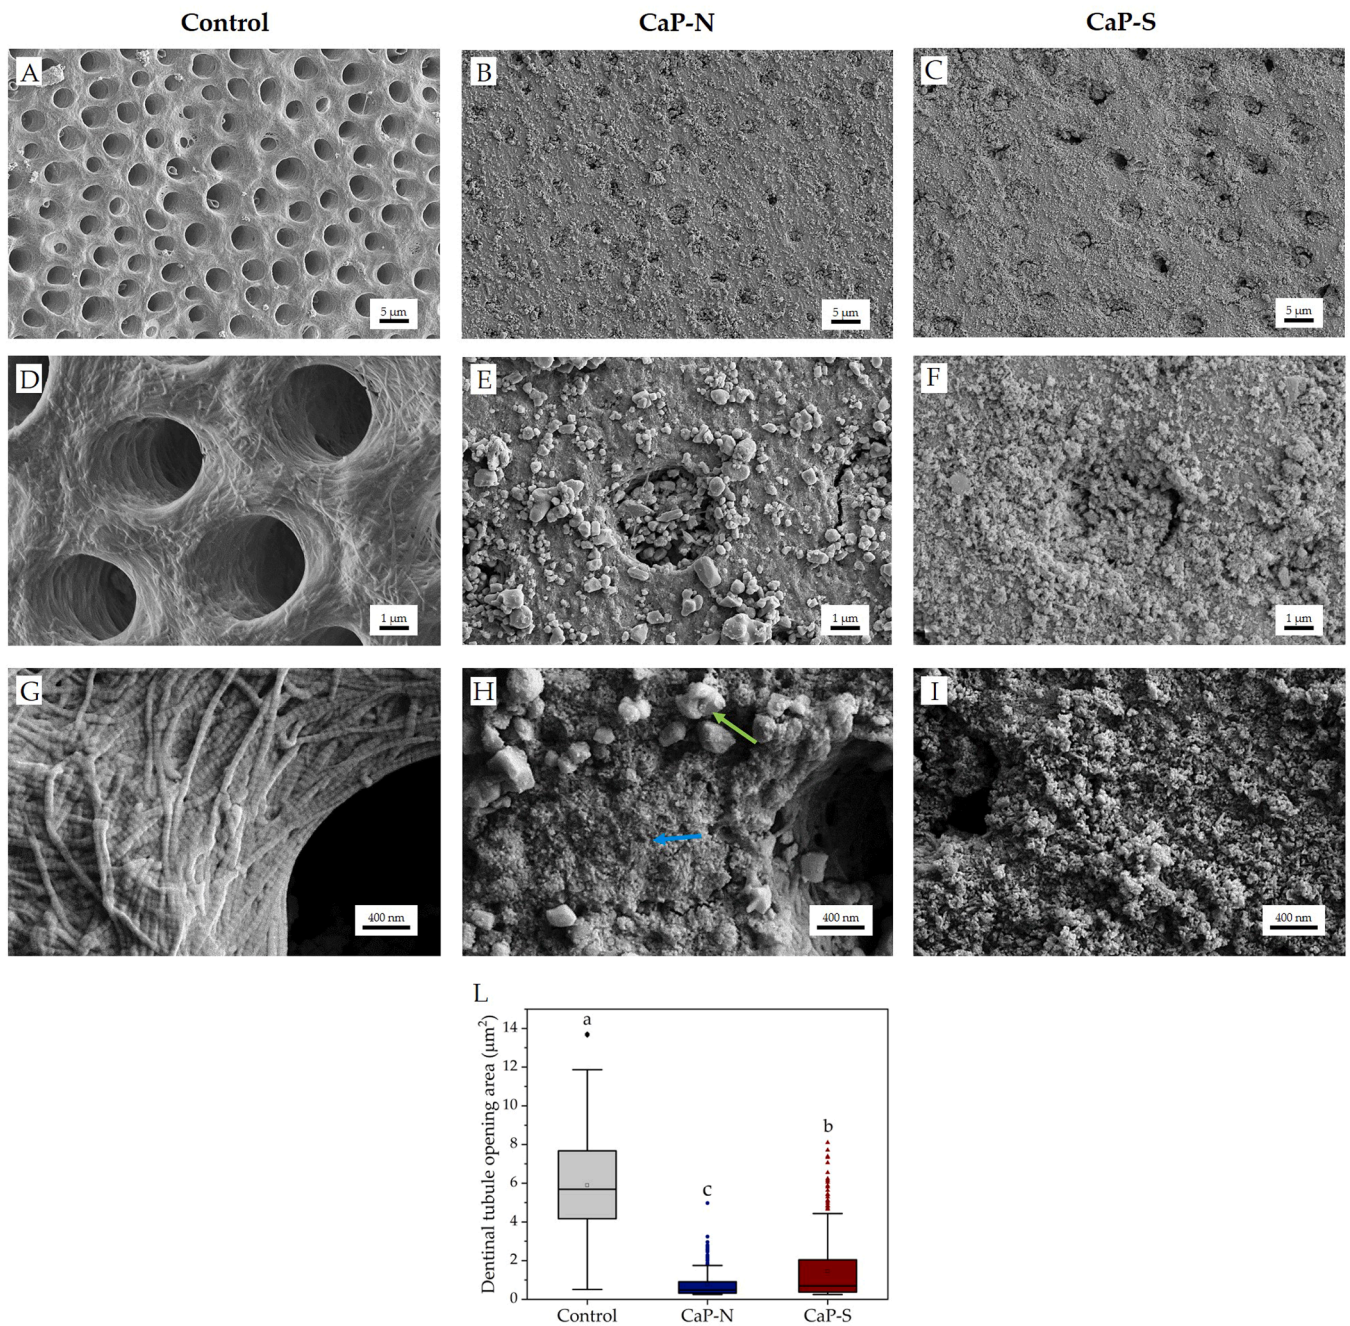 Control CaP-N CaP-S
A B C
5 µm 5 µm 5 µm
D E F
1 µm 1 µm 1 µm
G H I
400 nm 400 nm 400 nm
L
Dentinal tubule opening area (µm²)
14
12
10
8
6
4
2
0
a
c
b
Control CaP-N CaP-S